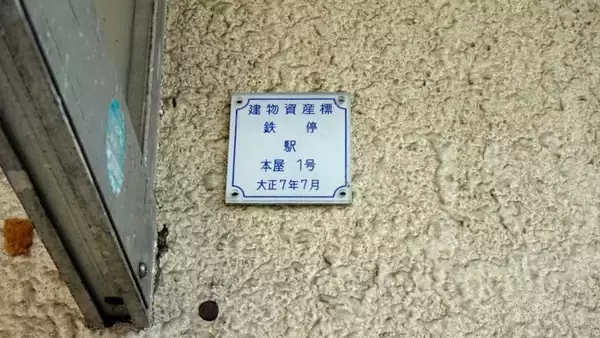 建物資産標
鉄 停
駅
本屋 1号
大正7年7月